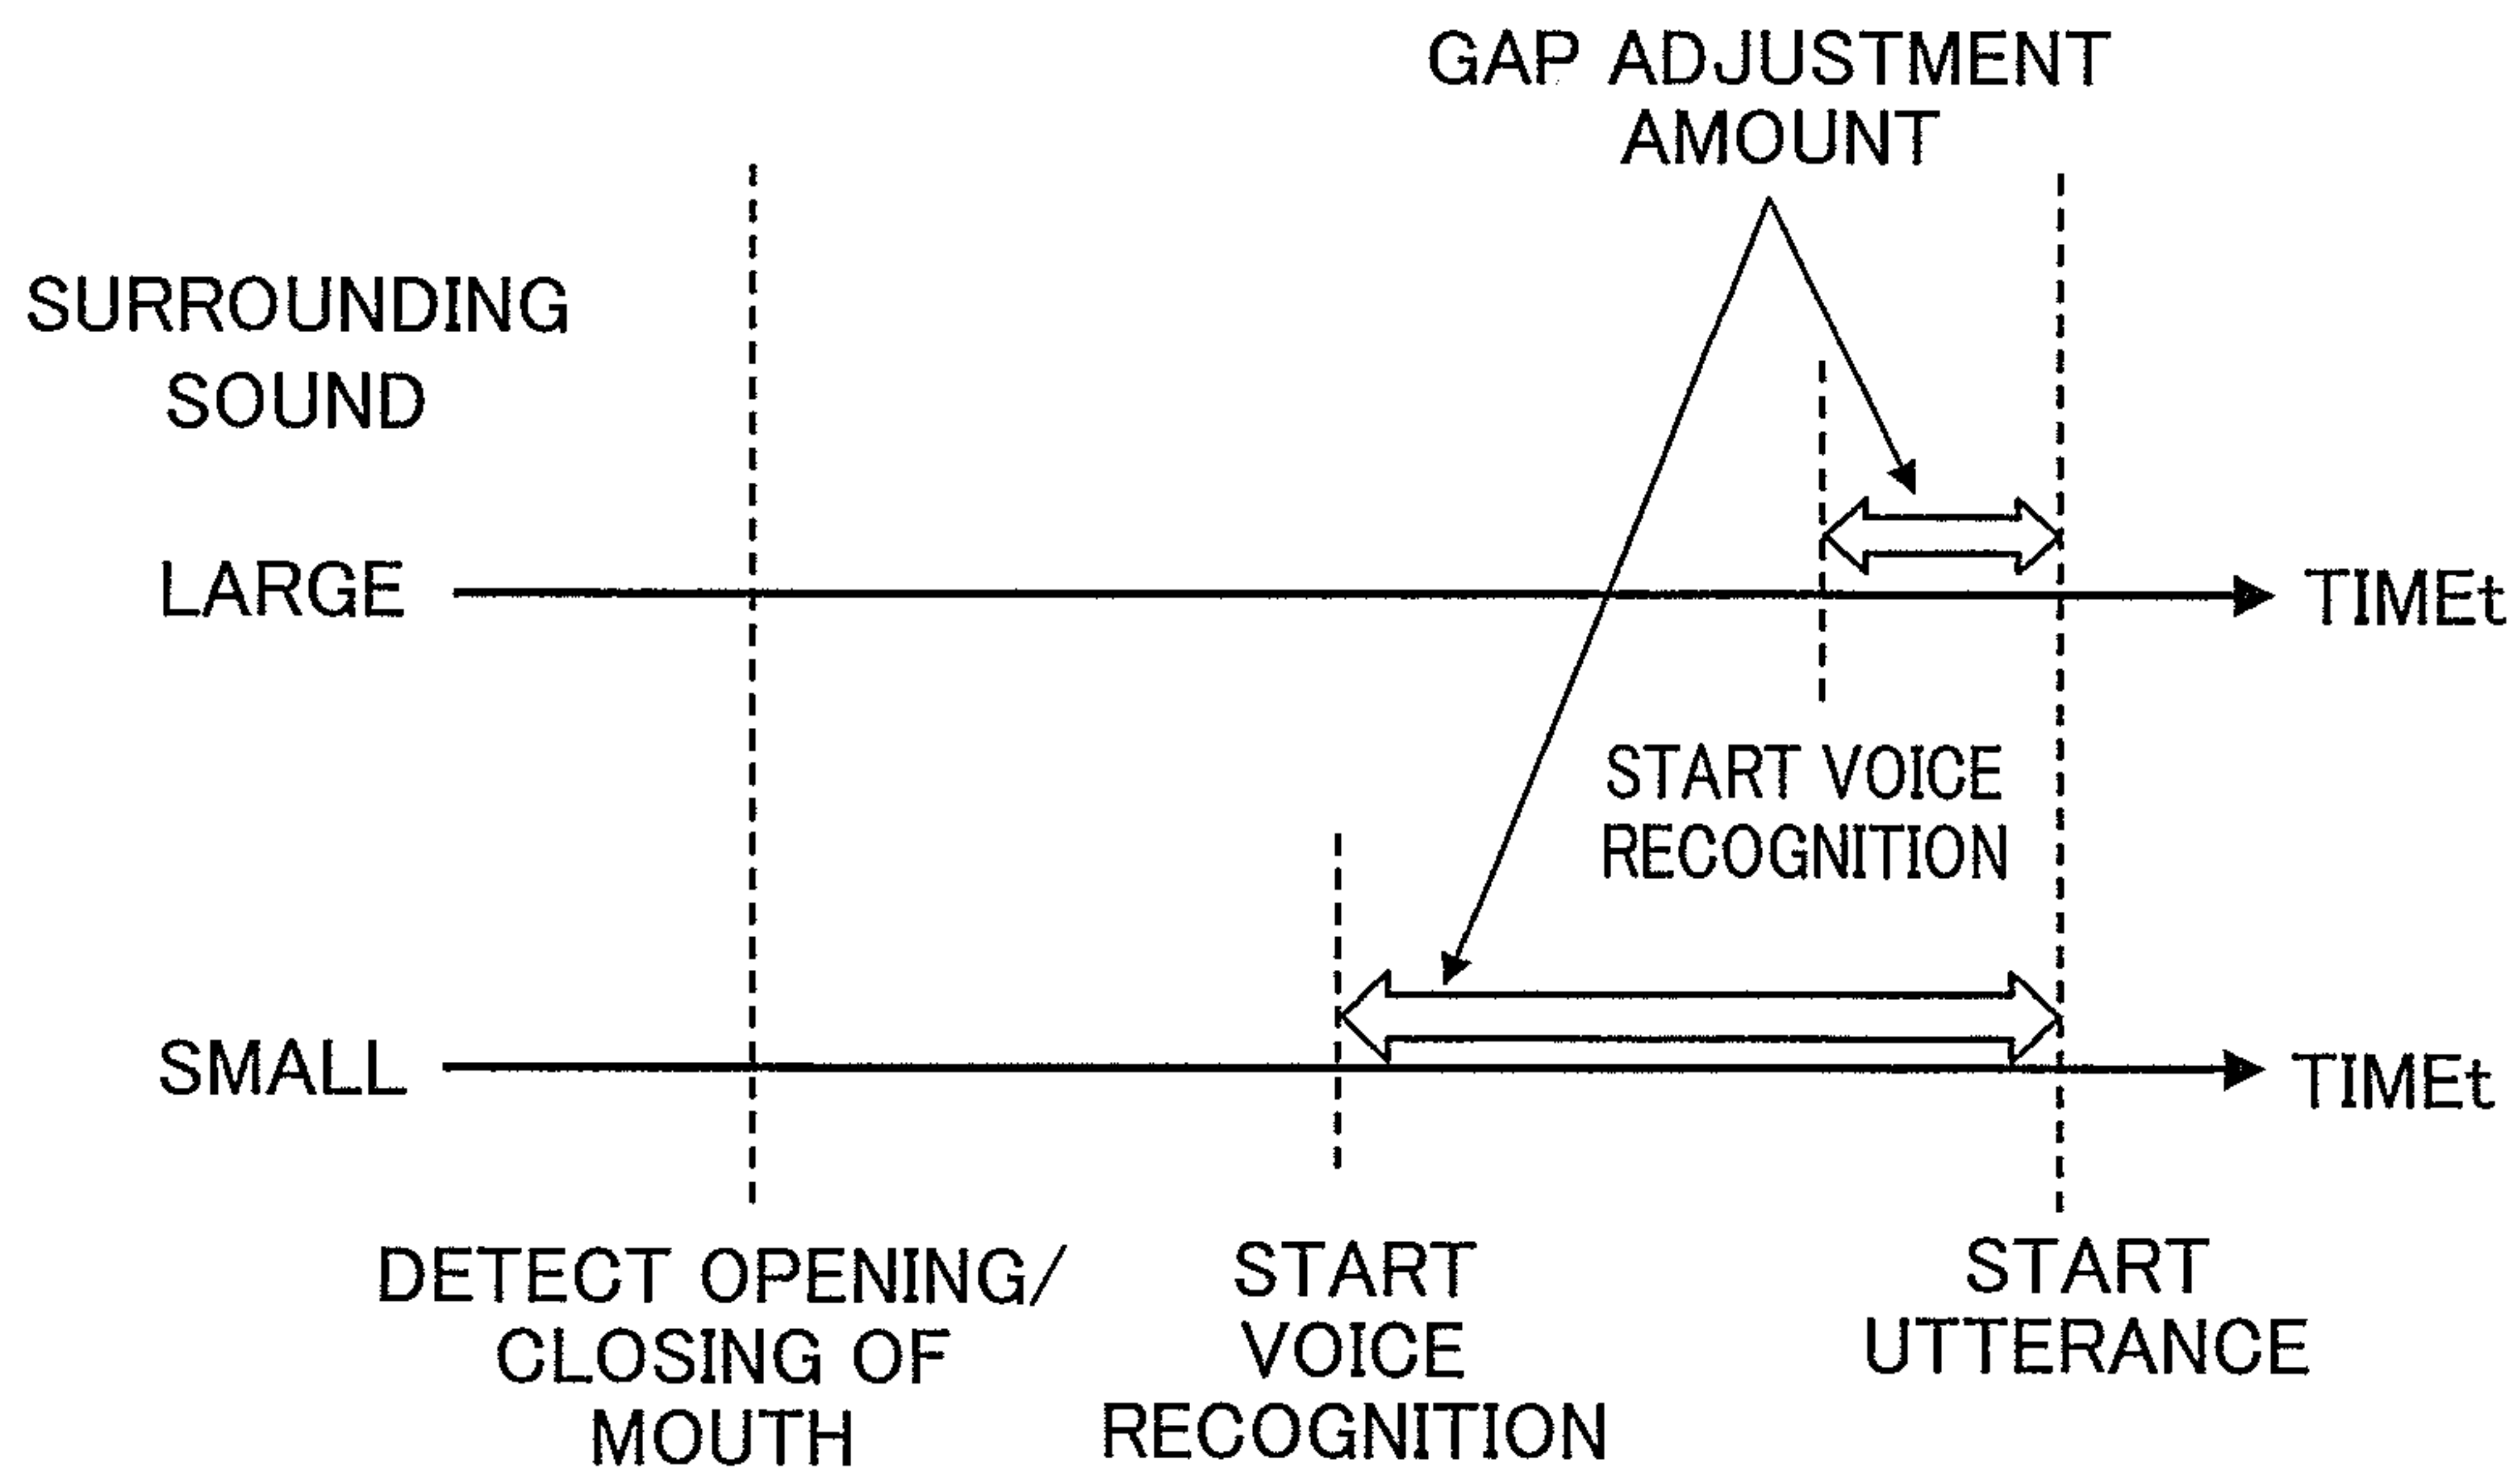 GAP ADJUSTMENT
AMOUNT
SURROUNDING
SOUND
LARGE
TIMEt
START VOICE
RECOGNITION
SMALL
TIMEt
DETECT OPENING/
CLOSING OF
MOUTH
START
VOICE
RECOGNITION
START
UTTERANCE